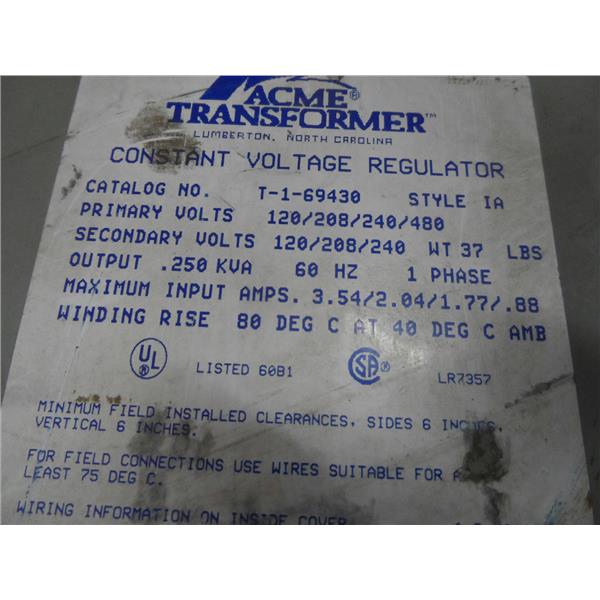 ACME®
TRANSFORMER™
LUMBERTON, NORTH CAROLINA
CONSTANT VOLTAGE REGULATOR
CATALOG NO. T-1-69430 STYLE IA
PRIMARY VOLTS 120/208/240/480
SECONDARY VOLTS 120/208/240 WT 37 LBS
OUTPUT .250 KVA 60 HZ 1 PHASE
MAXIMUM INPUT AMPS. 3.54/2.04/1.77/.88
WINDING RISE 80 DEG C AT 40 DEG C AMB
UL® LISTED 60B1 CSA® LR7357
MINIMUM FIELD INSTALLED CLEARANCES, SIDES 6 INCHES,
VERTICAL 6 INCHES.
FOR FIELD CONNECTIONS USE WIRES SUITABLE FOR
LEAST 75 DEG C.
WIRING INFORMATION ON INSIDE COVER